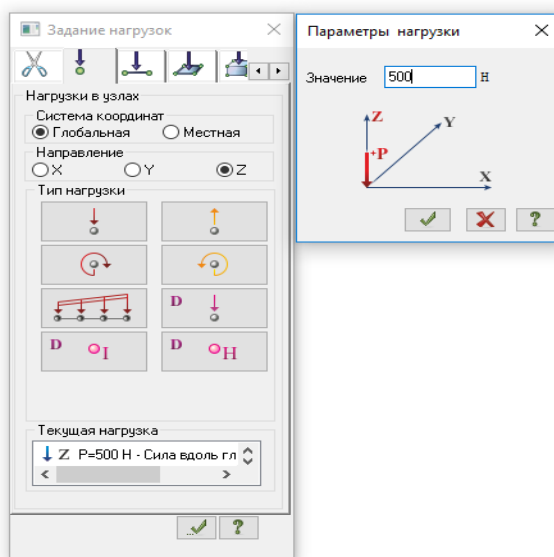 Задание нагрузок
Нагрузки в узлах
Система координат
Глобальная
Местная
Направление
X
Y
Z
Тип нагрузки
D
D
I
D
H
Текущая нагрузка
Z P=500 Н - Сила вдоль гл
?
Параметры нагрузки
Значение 500 Н
Z
Y
+P
X
?